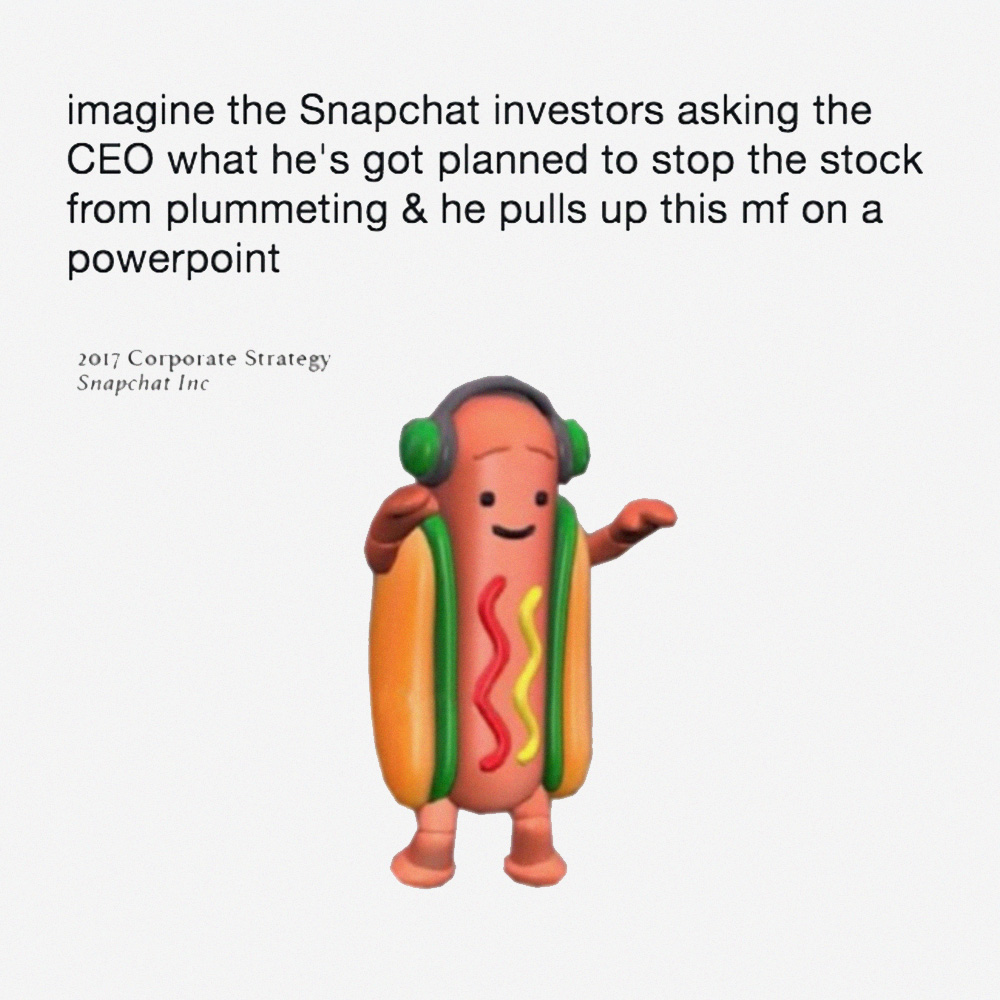 imagine the Snapchat investors asking the
CEO what he's got planned to stop the stock
from plummeting & he pulls up this mf on a
powerpoint
2017 Corporate Strategy
Snapchat Inc